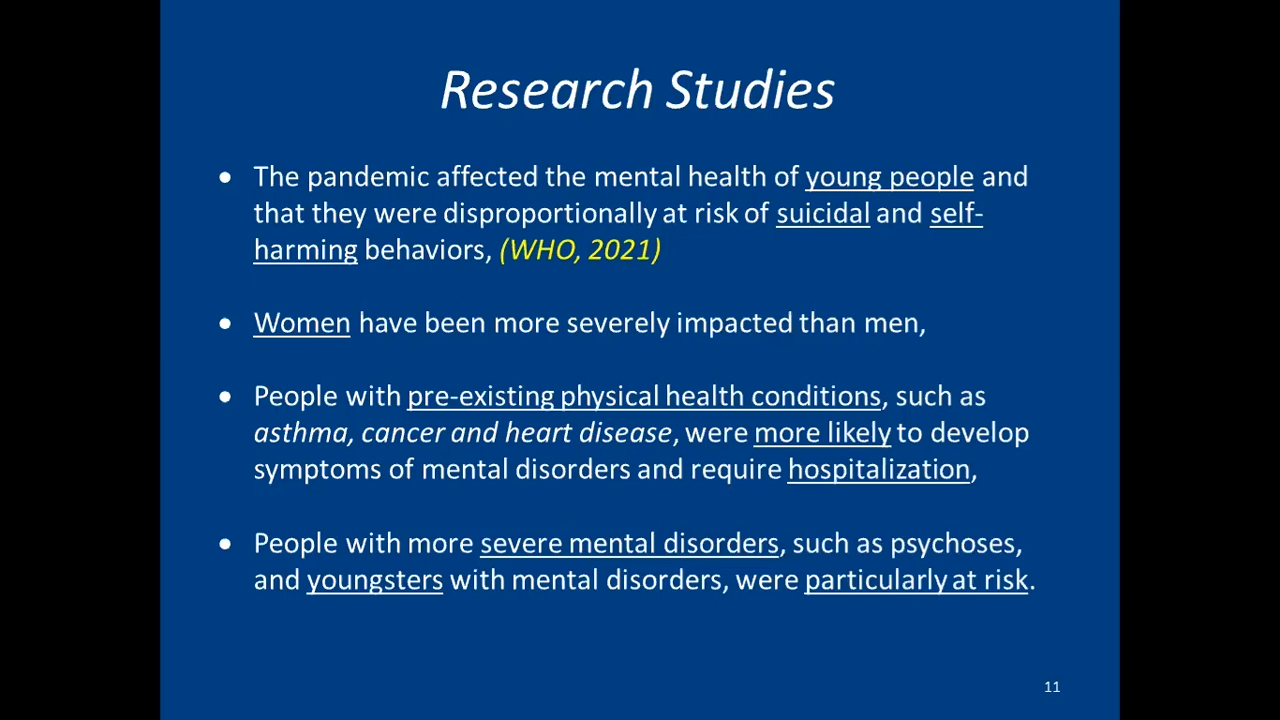 Research Studies
• The pandemic affected the mental health of young people and
that they were disproportionally at risk of suicidal and self-
harming behaviors, (WHO, 2021)
• Women have been more severely impacted than men,
• People with pre-existing physical health conditions, such as
asthma, cancer and heart disease, were more likely to develop
symptoms of mental disorders and require hospitalization,
• People with more severe mental disorders, such as psychoses,
and youngsters with mental disorders, were particularly at risk.
11